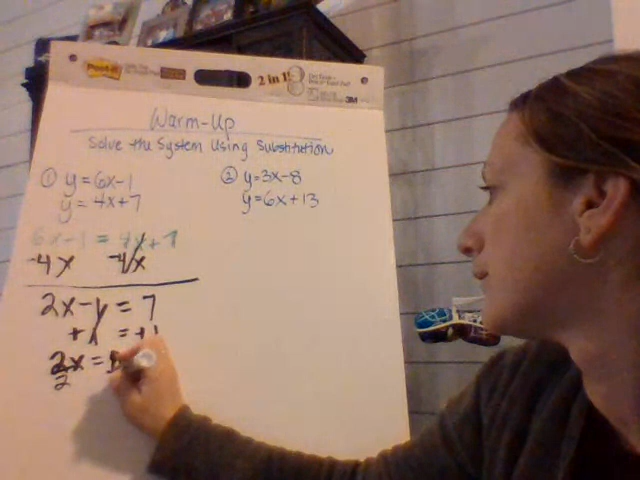 Post-it
2 in 1!
3M
Warm-Up
Solve the System Using Substitution
① y=6x-1
y=4x+7
② y=3x-8
y=6x+13
6x-1=4x+7
-4x -4x
2x-1=7
+1 =+1
2x=
2